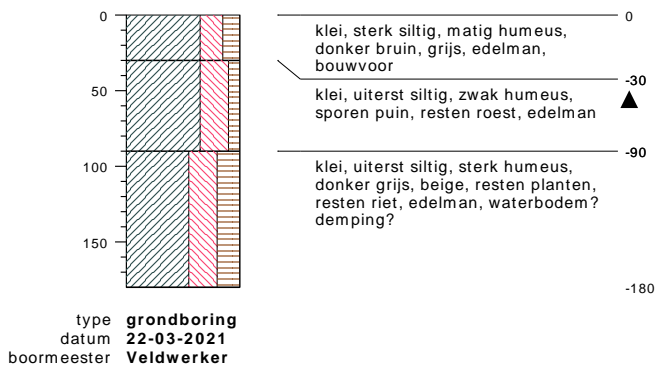 0
klei, sterk siltig, matig humeus,
donker bruin, grijs, edelman,
bouwvoor
0
-30
50
klei, uiterst siltig, zwak humeus,
sporen puin, resten roest, edelman
-90
100
klei, uiterst siltig, sterk humeus,
donker grijs, beige, resten planten,
resten riet, edelman, waterbodem?
demping?
150
-180
type grondboring
datum 22-03-2021
boormeester Veldwerker